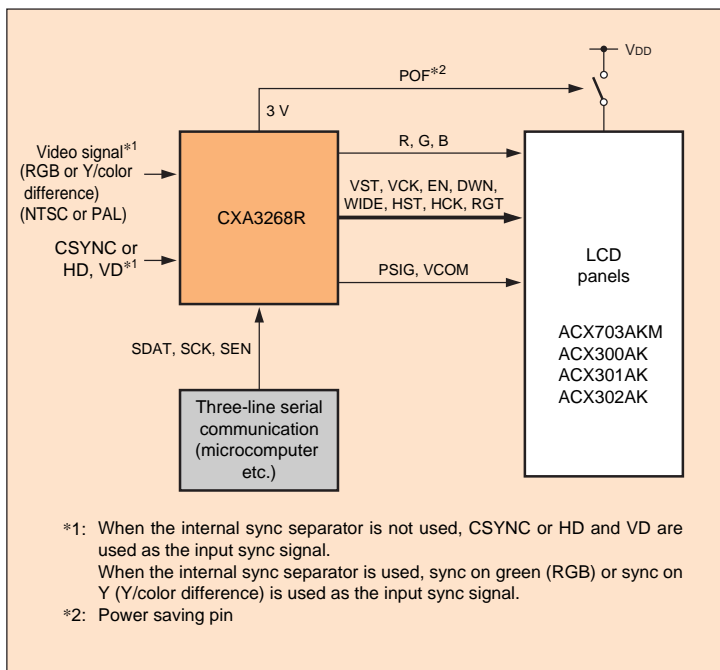 VDD
POF*2
3 V
Video signal*1
(RGB or Y/color
difference)
(NTSC or PAL)
R, G, B
VST, VCK, EN, DWN,
WIDE, HST, HCK, RGT
CXA3268R
CSYNC or
HD, VD*1
PSIG, VCOM
LCD
panels
ACX703AKM
ACX300AK
ACX301AK
ACX302AK
SDAT, SCK, SEN
Three-line serial
communication
(microcomputer
etc.)
*1: When the internal sync separator is not used, CSYNC or HD and VD are
used as the input sync signal.
When the internal sync separator is used, sync on green (RGB) or sync on
Y (Y/color difference) is used as the input sync signal.
*2: Power saving pin